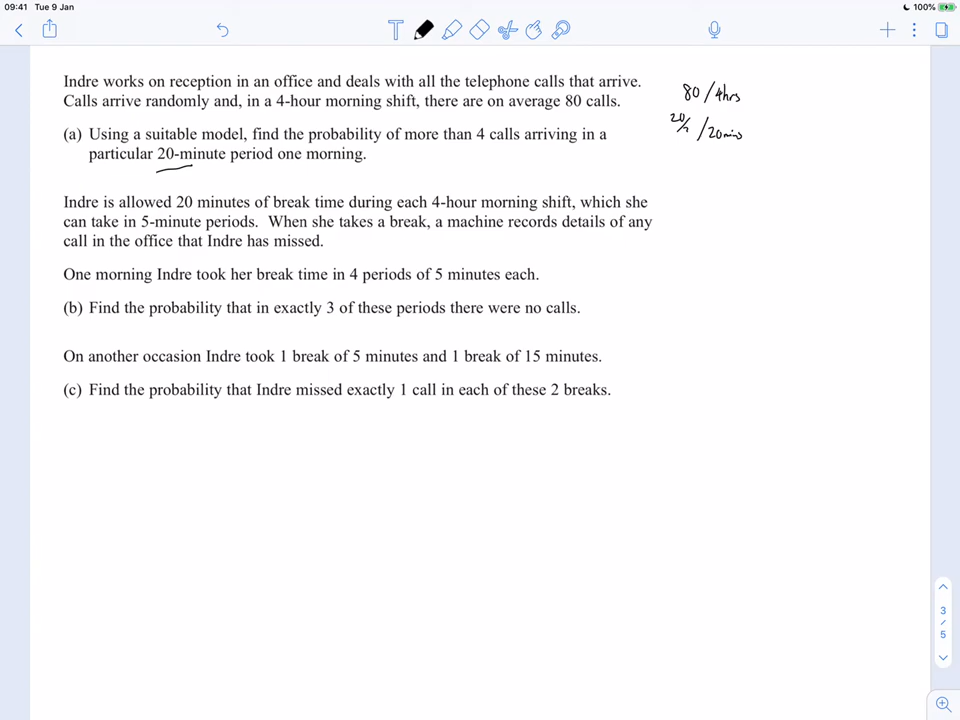 09:41 Tue 9 Jan
100%
Indre works on reception in an office and deals with all the telephone calls that arrive.
Calls arrive randomly and, in a 4-hour morning shift, there are on average 80 calls.
80 / 4hrs
(a) Using a suitable model, find the probability of more than 4 calls arriving in a
particular 20-minute period one morning.
20/ / 20mins
Indre is allowed 20 minutes of break time during each 4-hour morning shift, which she
can take in 5-minute periods. When she takes a break, a machine records details of any
call in the office that Indre has missed.
One morning Indre took her break time in 4 periods of 5 minutes each.
(b) Find the probability that in exactly 3 of these periods there were no calls.
On another occasion Indre took 1 break of 5 minutes and 1 break of 15 minutes.
(c) Find the probability that Indre missed exactly 1 call in each of these 2 breaks.
3
/
5